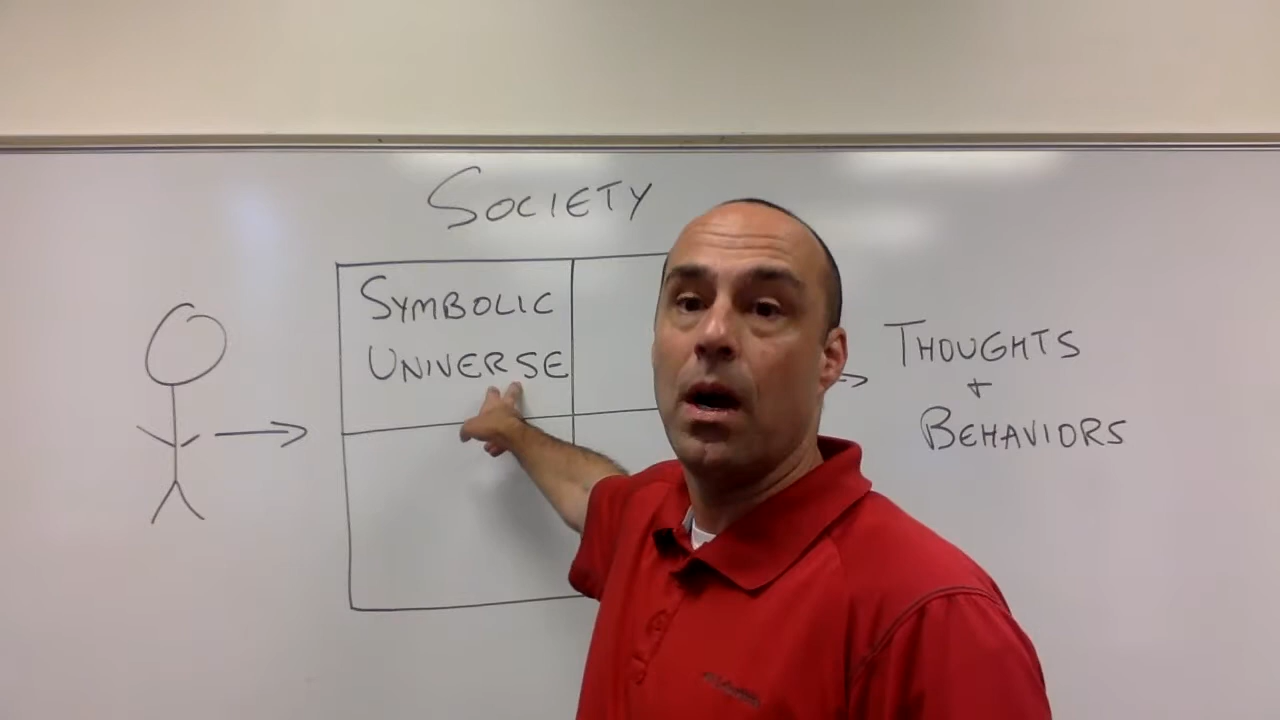 SOCIETY
SYMBOLIC
UNIVERSE
THOUGHTS
+
BEHAVIORS